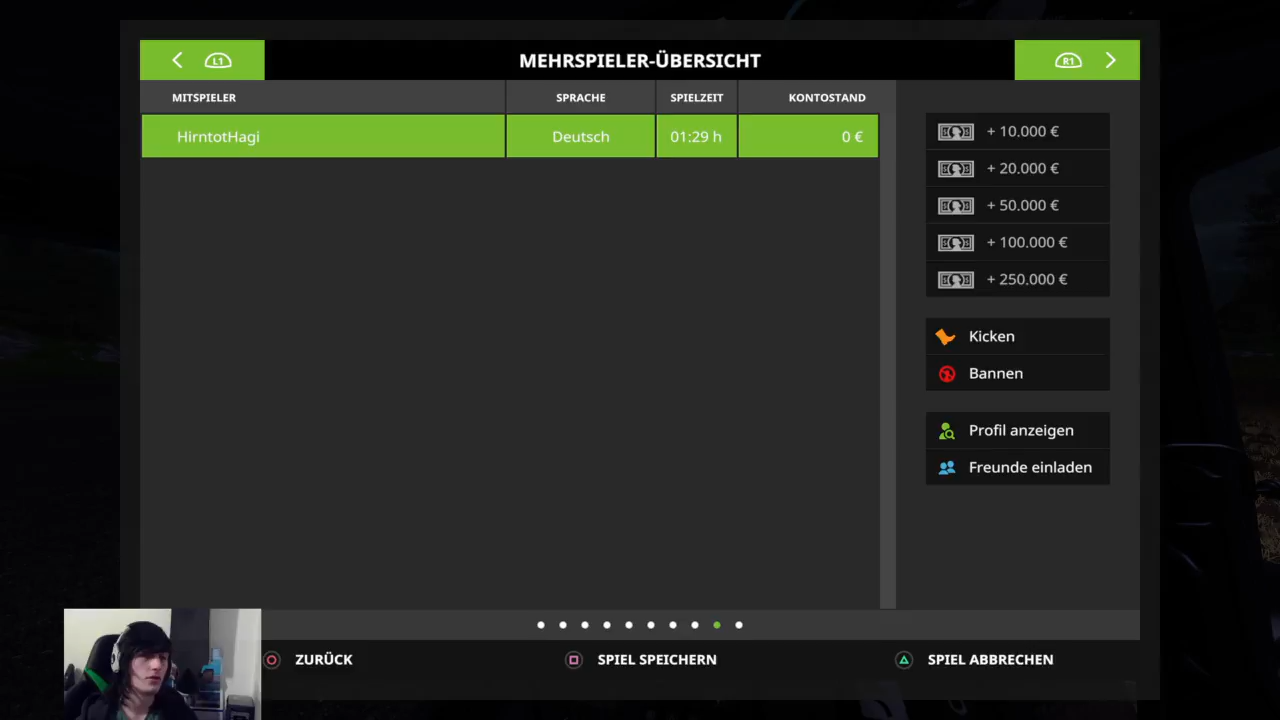 L1
MEHRSPIELER-ÜBERSICHT
R1
MITSPIELER SPRACHE SPIELZEIT KONTOSTAND
HirntotHagi Deutsch 01:29 h 0 €
+ 10.000 €
+ 20.000 €
+ 50.000 €
+ 100.000 €
+ 250.000 €
Kicken
Bannen
Profil anzeigen
Freunde einladen
ZURÜCK SPIEL SPEICHERN SPIEL ABBRECHEN